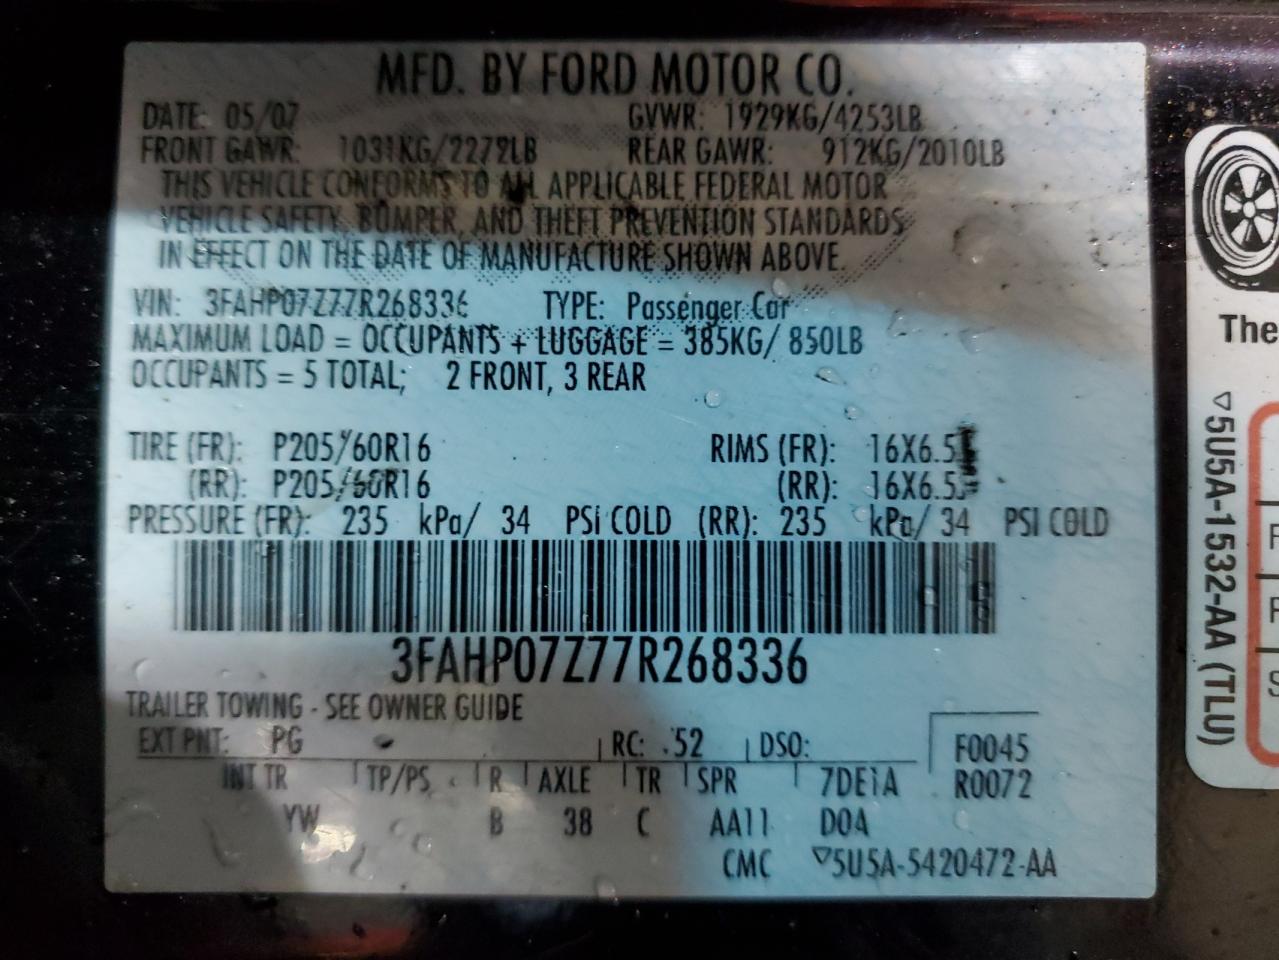 MFD. BY FORD MOTOR CO.
DATE: 05/07 GVWR: 1929KG/4253LB
FRONT GAWR: 1031KG/2272LB REAR GAWR: 912KG/2010LB
THIS VEHICLE CONFORMS TO ALL APPLICABLE FEDERAL MOTOR
VEHICLE SAFETY, BUMPER, AND THEFT PREVENTION STANDARDS
IN EFFECT ON THE DATE OF MANUFACTURE SHOWN ABOVE.
VIN: 3FAHP07Z77R268336 TYPE: Passenger Car
MAXIMUM LOAD = OCCUPANTS + LUGGAGE = 385KG/ 850LB
OCCUPANTS = 5 TOTAL; 2 FRONT, 3 REAR
TIRE (FR): P205/60R16 RIMS (FR): 16X6.5J
(RR): P205/60R16 (RR): 16X6.5J
PRESSURE (FR): 235 kPa/ 34 PSI COLD (RR): 235 kPa/ 34 PSI COLD
3FAHP07Z77R268336
TRAILER TOWING - SEE OWNER GUIDE
EXT PNT: PG RC: 52 DSO: F0045
INT TR TP/PS R AXLE TR SPR 7DE1A R0072
YW B 38 C AA11 DOA
CMC ▽5U5A-5420472-AA
The
▽5U5A-1532-AA (TLU)
F
F
S